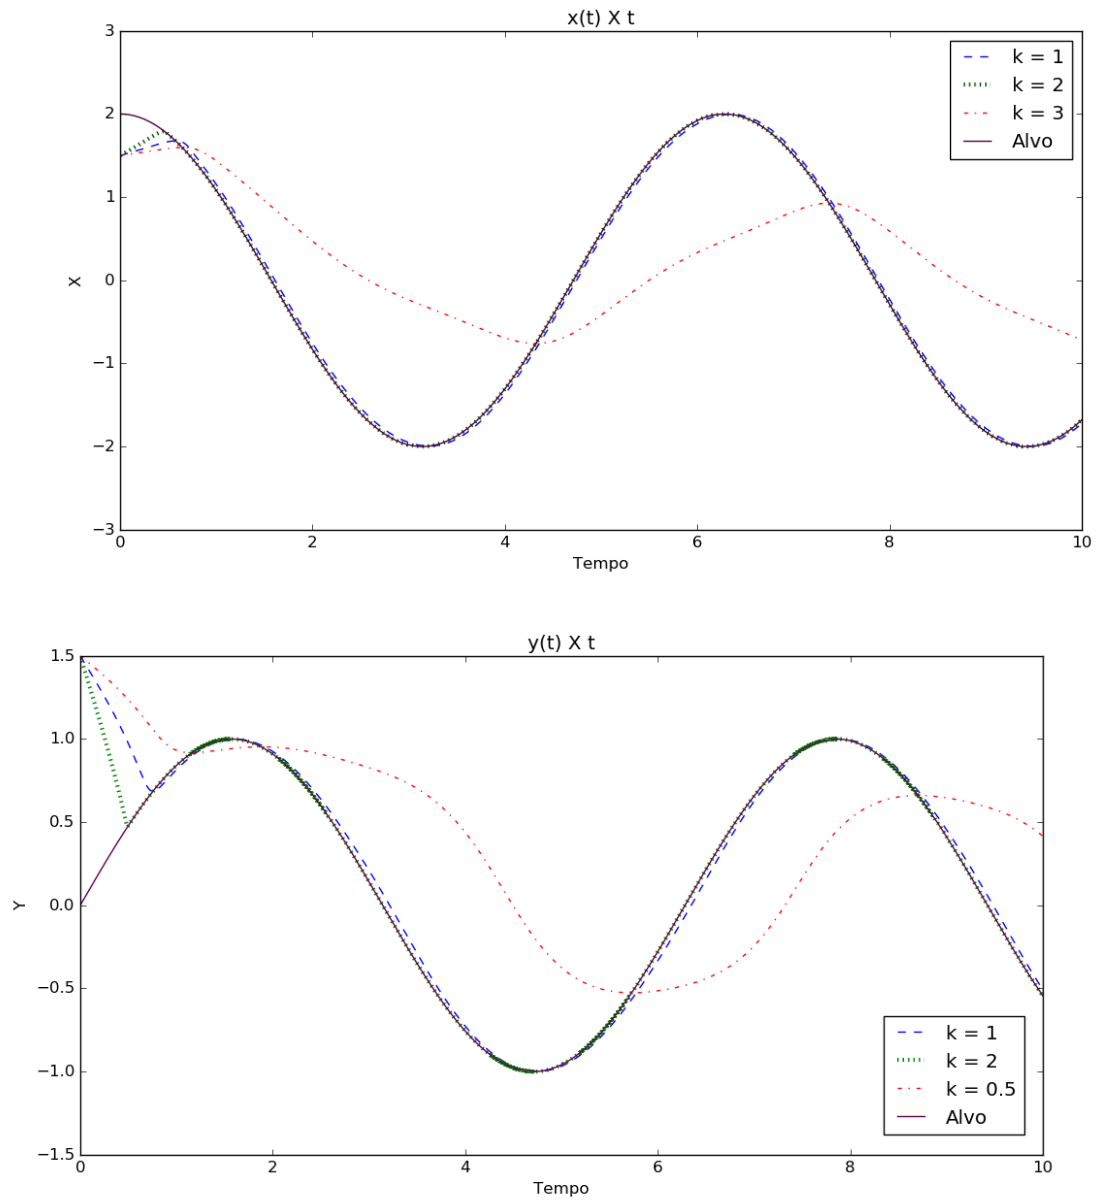 x(t) X t
3
k = 1
k = 2
k = 3
Alvo
2
1
0
−1
−2
−3
X
0 2 4 6 8 10
Tempo
y(t) X t
1.5
1.0
0.5
0.0
−0.5
−1.0
−1.5
Y
k = 1
k = 2
k = 0.5
Alvo
0 2 4 6 8 10
Tempo